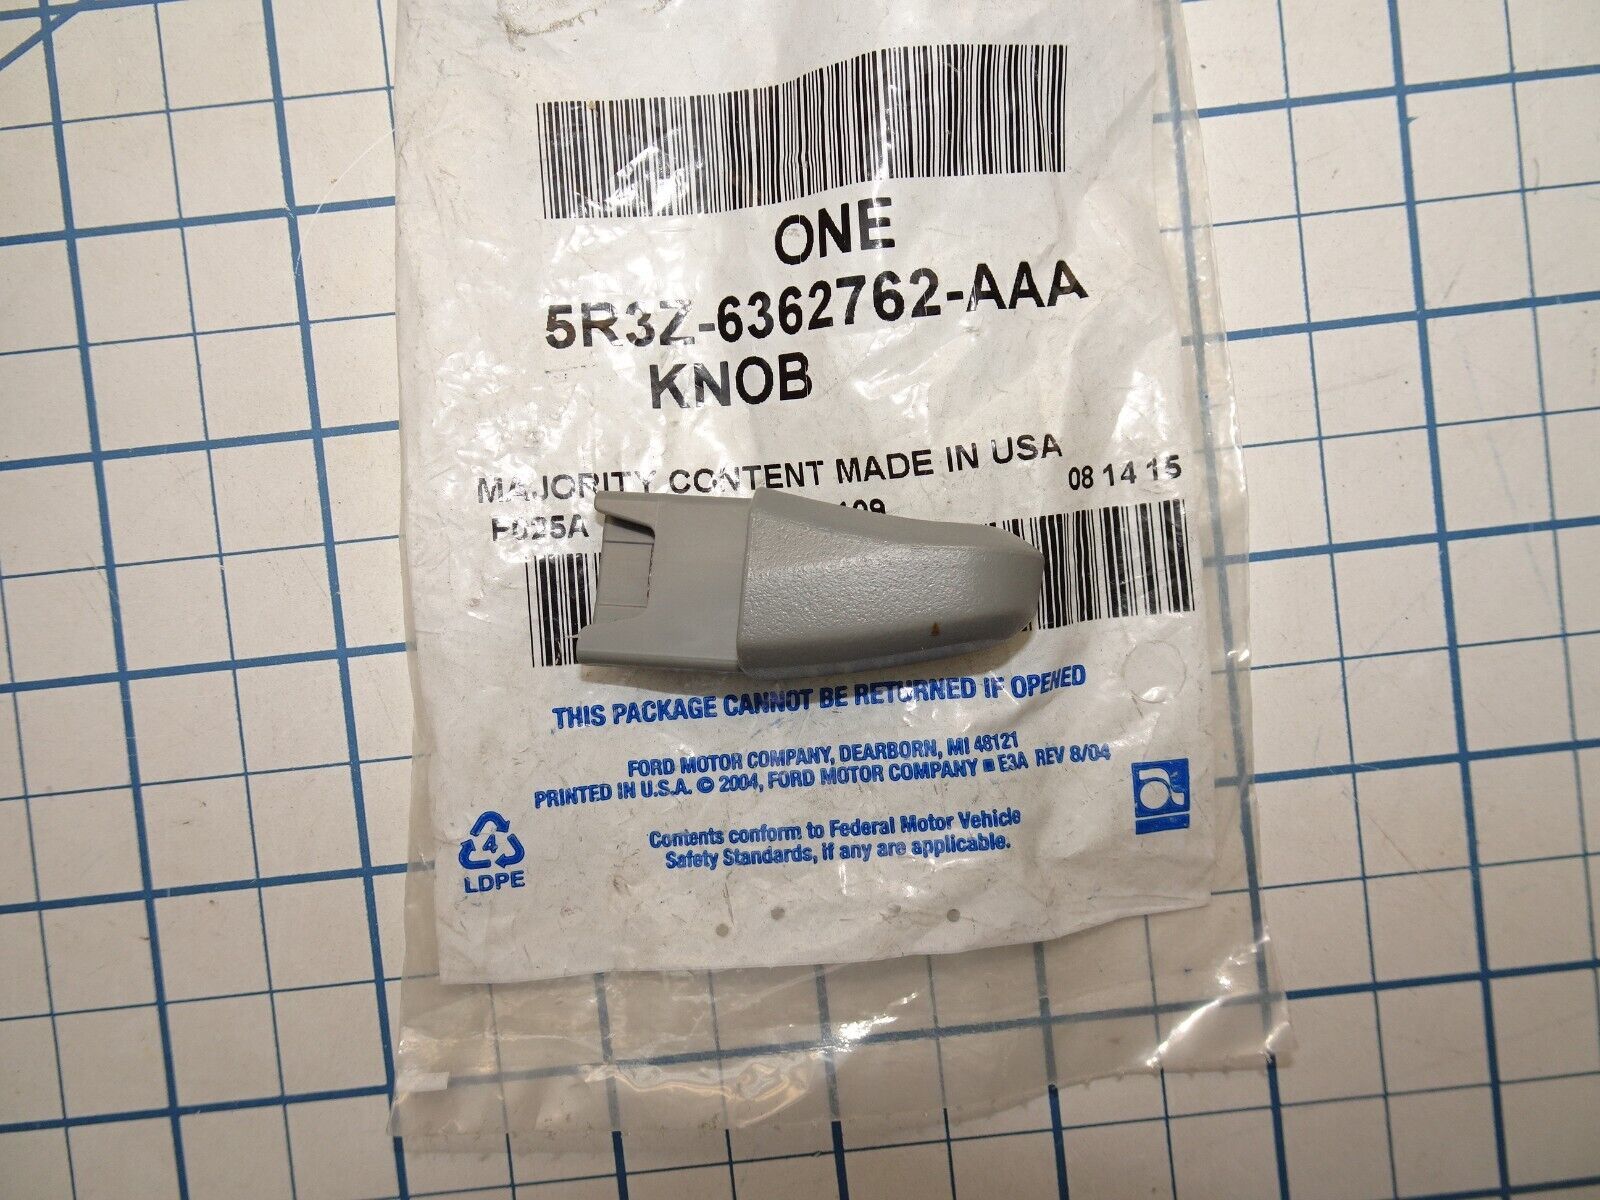 ONE
5R3Z-6362762-AAA
KNOB
MAJORITY CONTENT MADE IN USA
08 14 15
F025A
THIS PACKAGE CANNOT BE RETURNED IF OPENED
FORD MOTOR COMPANY, DEARBORN, MI 48121
PRINTED IN U.S.A. © 2004, FORD MOTOR COMPANY ■ E3A REV 8/04
Contents conform to Federal Motor Vehicle
Safety Standards, if any are applicable.
4
LDPE